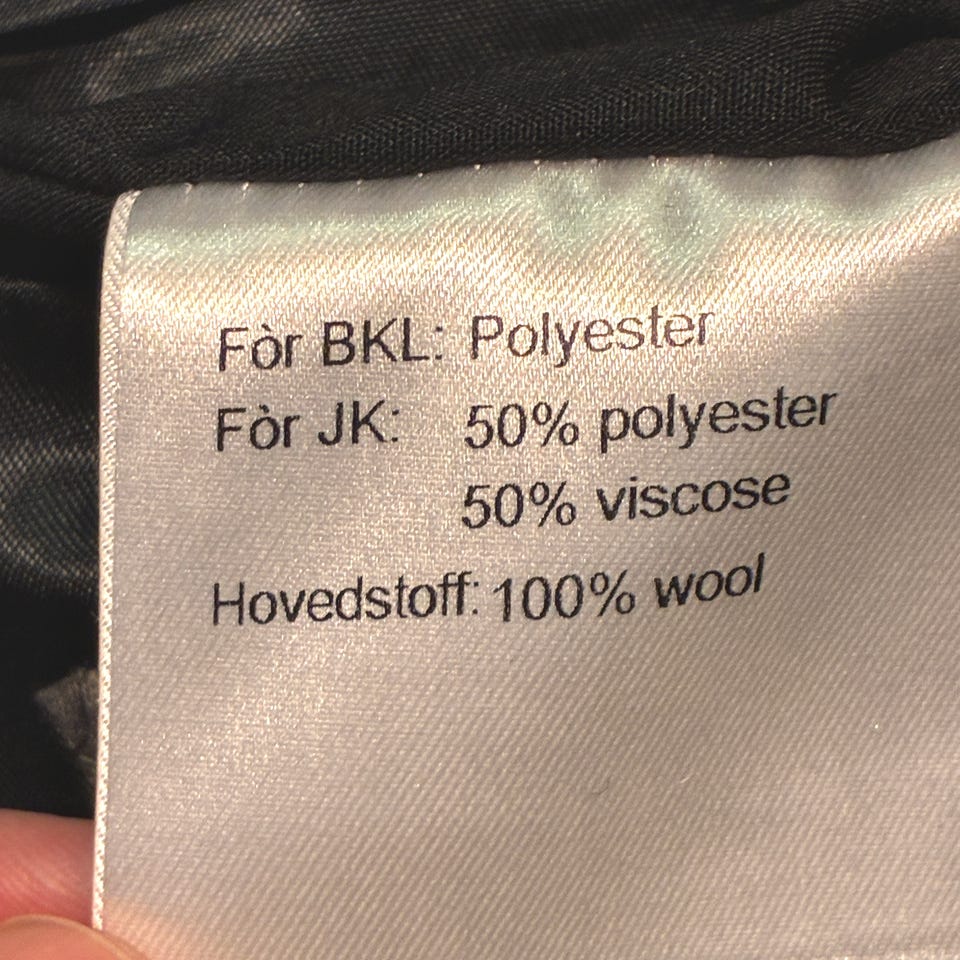 Fòr BKL: Polyester
Fòr JK: 50% polyester
50% viscose
Hovedstoff: 100% wool